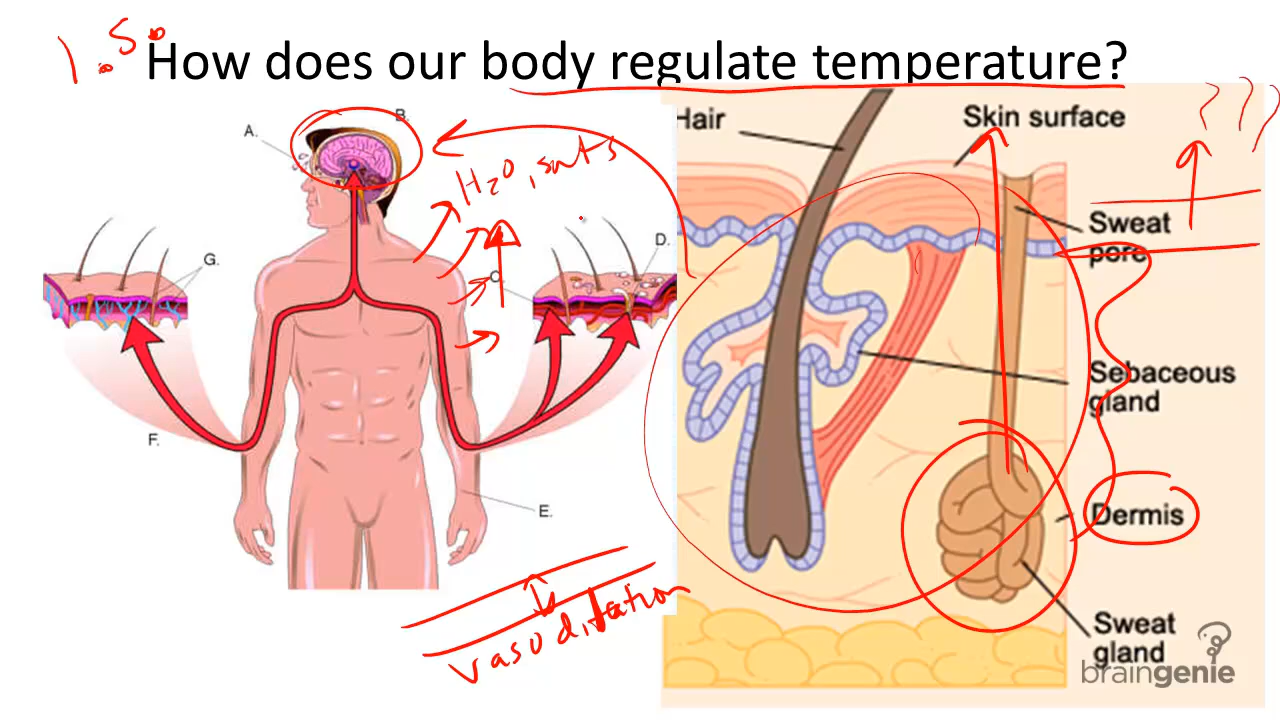 1.5.
How does our body regulate temperature?
A.
B.
H2O, salts
G.
C.
D.
F.
E.
vasodilation
Hair
Skin surface
???
Sweat
pore
Sebaceous
gland
Dermis
Sweat
gland
braingenie